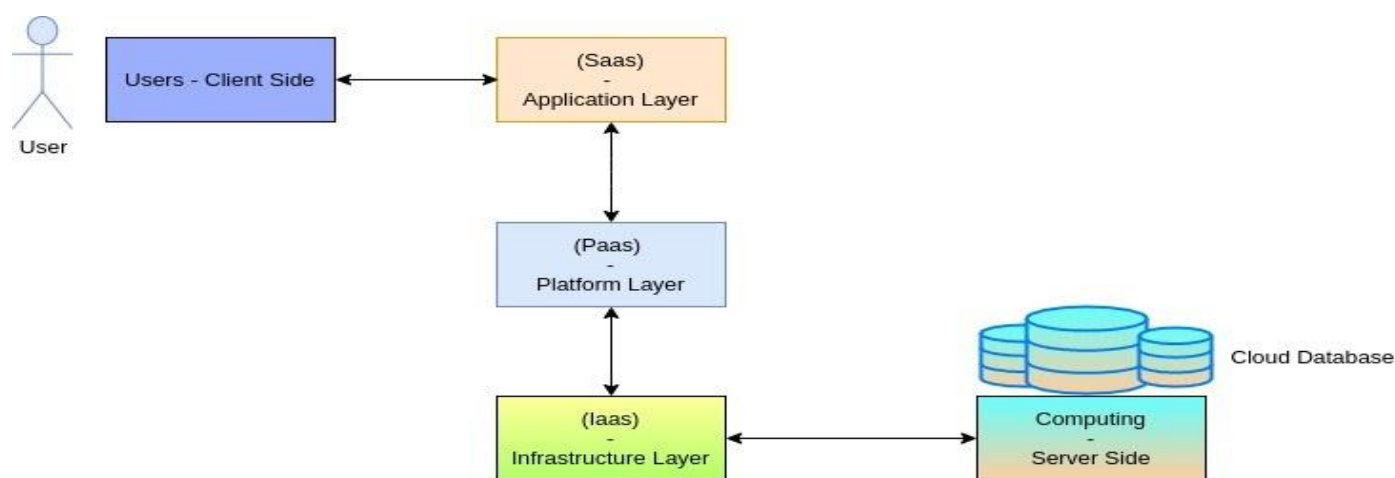 User
Users - Client Side
(Saas)
-
Application Layer
(Paas)
-
Platform Layer
(Iaas)
-
Infrastructure Layer
Cloud Database
Computing
-
Server Side